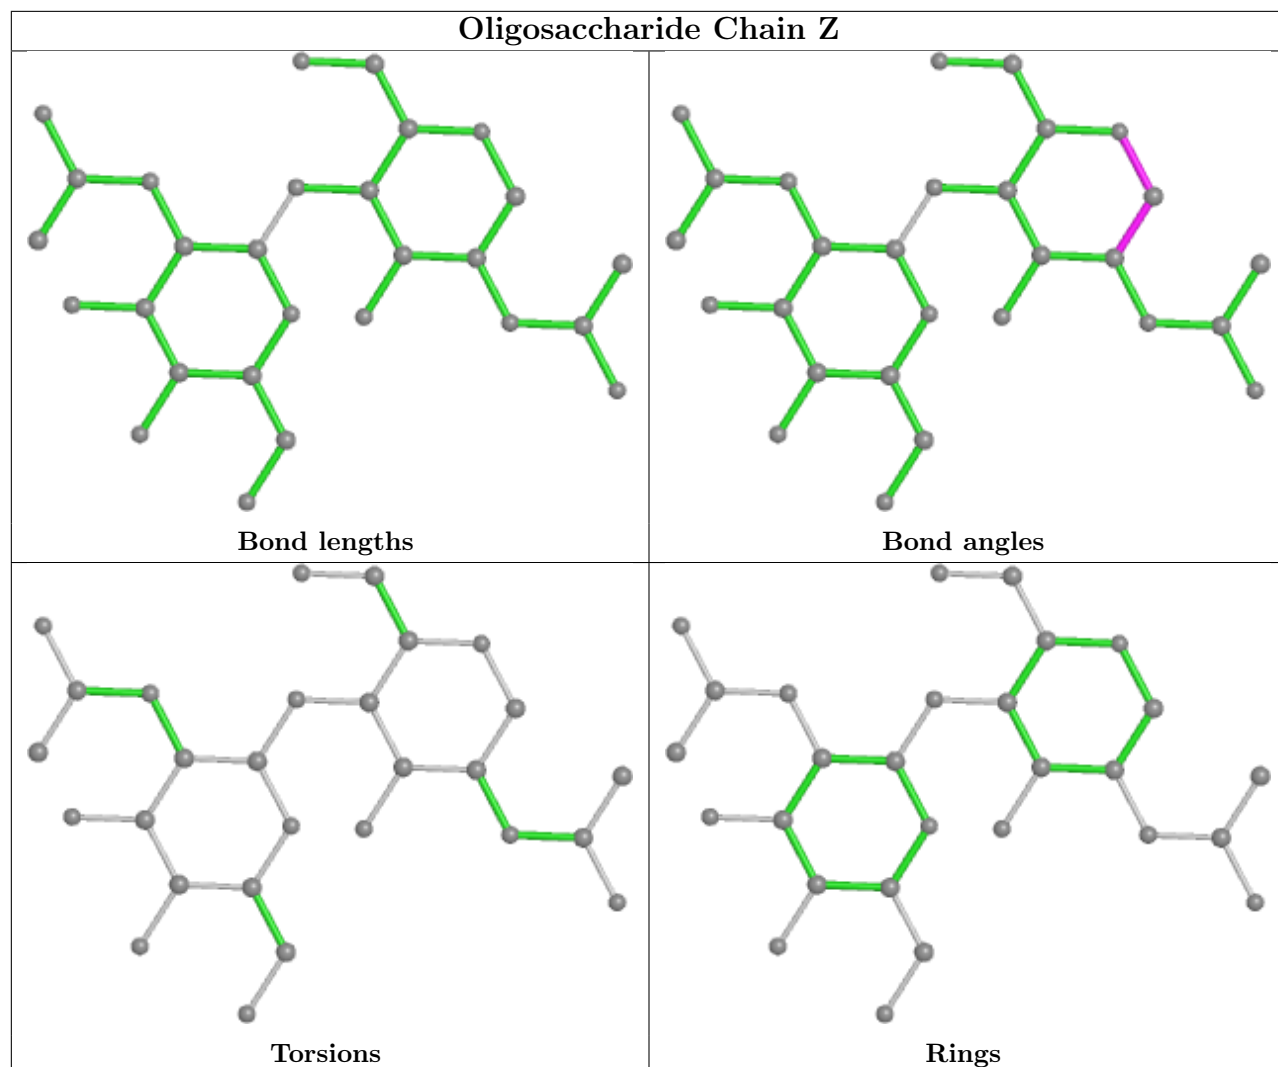 Oligosaccharide Chain Z
Bond lengths
Bond angles
Torsions
Rings